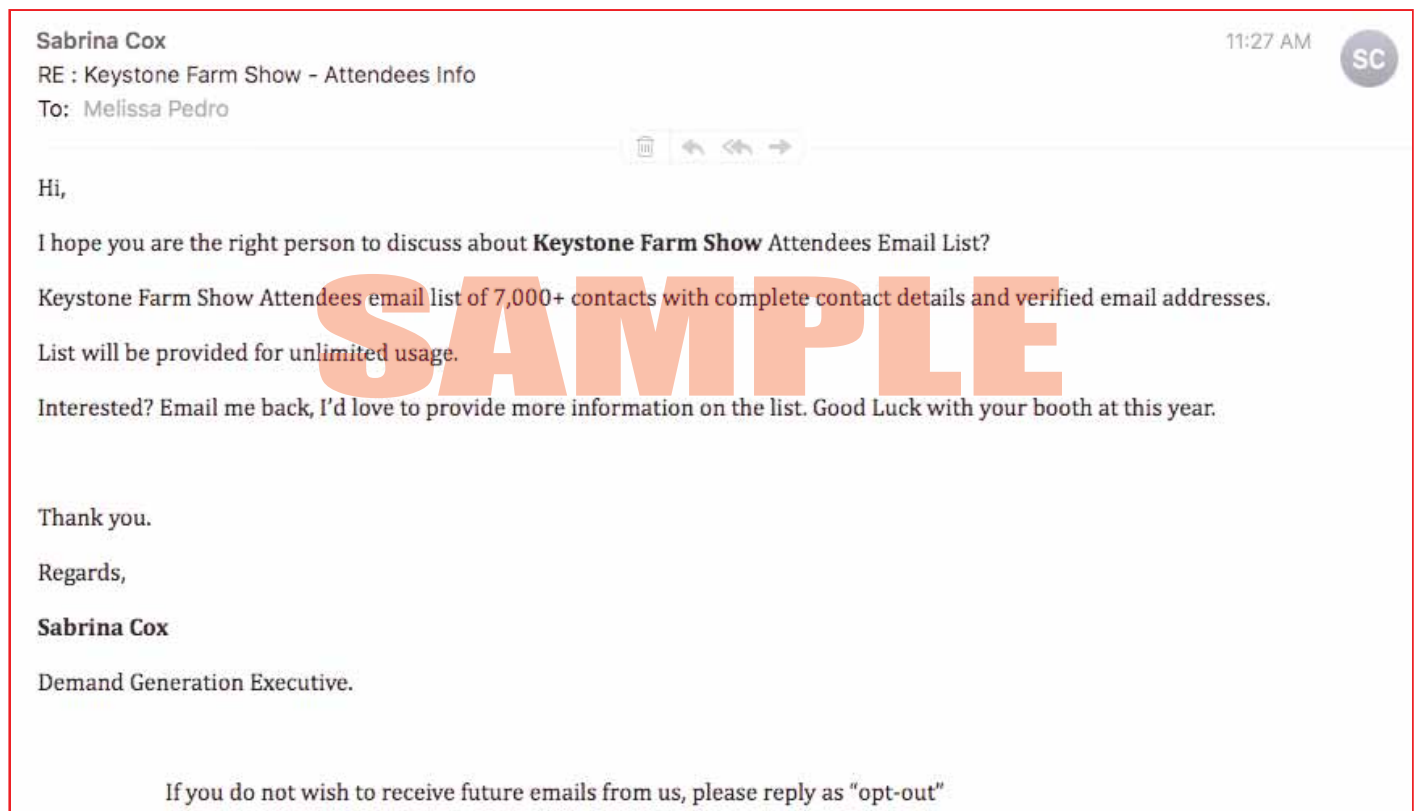 Sabrina Cox
11:27 AM
SC
RE : Keystone Farm Show - Attendees Info
To: Melissa Pedro
Hi,
I hope you are the right person to discuss about Keystone Farm Show Attendees Email List?
Keystone Farm Show Attendees email list of 7,000+ contacts with complete contact details and verified email addresses.
List will be provided for unlimited usage.
Interested? Email me back, I'd love to provide more information on the list. Good Luck with your booth at this year.
SAMPLE
Thank you.
Regards,
Sabrina Cox
Demand Generation Executive.
If you do not wish to receive future emails from us, please reply as “opt-out”